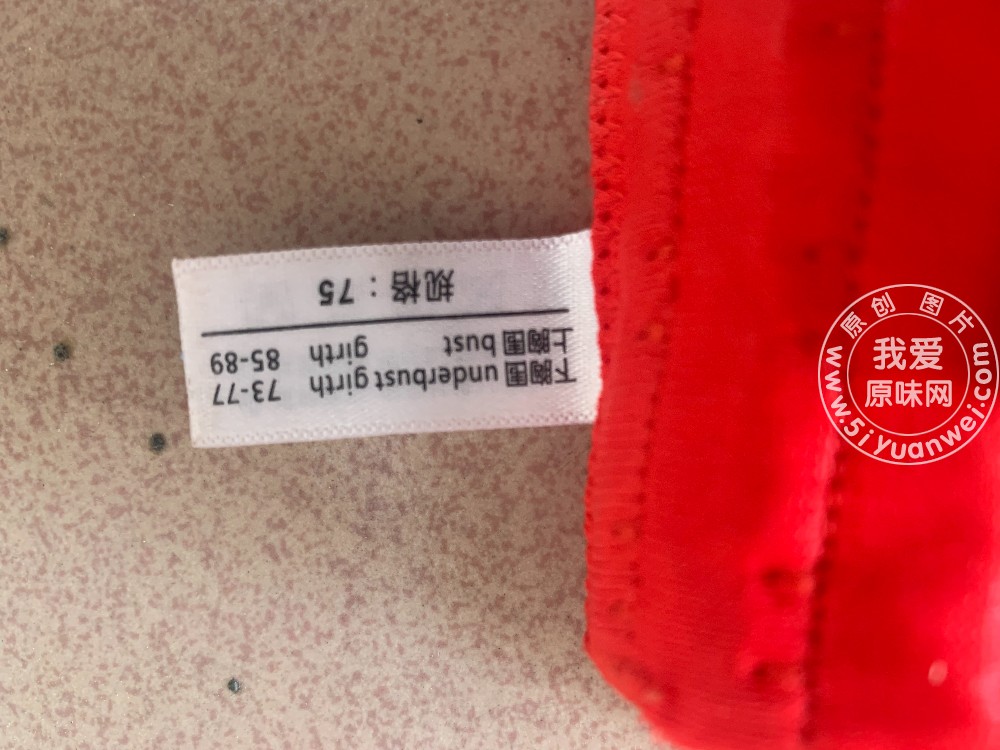 规格：75
上胸围 bust girth 85-89
下胸围 underbust girth 73-77
原创图片
我爱
原味网
www.5iyuanwei.com